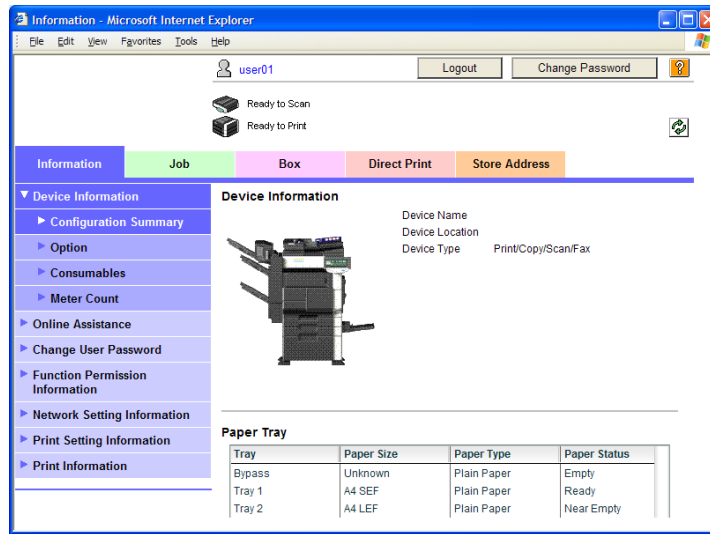 Information - Microsoft Internet Explorer
File Edit View Favorites Tools Help
user01 Logout Change Password ?
Ready to Scan
Ready to Print
Information Job Box Direct Print Store Address
Device Information
Configuration Summary
Option
Consumables
Meter Count
Online Assistance
Change User Password
Function Permission
Information
Network Setting Information
Print Setting Information
Print Information
Device Information
Device Name
Device Location
Device Type Print/Copy/Scan/Fax
Paper Tray
Tray Paper Size Paper Type Paper Status
Bypass Unknown Plain Paper Empty
Tray 1 A4 SEF Plain Paper Ready
Tray 2 A4 LEF Plain Paper Near Empty